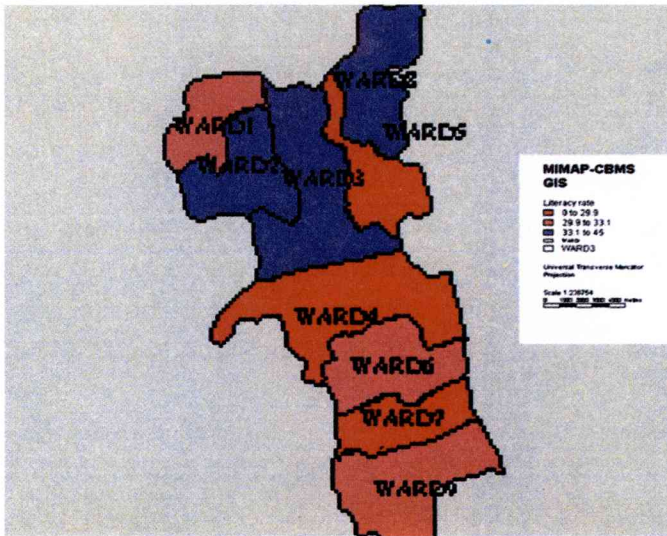 WARD8
WARD1
WARD5
WARD2
WARD3
MIMAP-CBMS
GIS
Literacy rate
0 to 29.9
29.9 to 33.1
33.1 to 45
WARD3
Universal Transverse Mercator
Projection
WARD4
WARD6
WARD7
WARD9